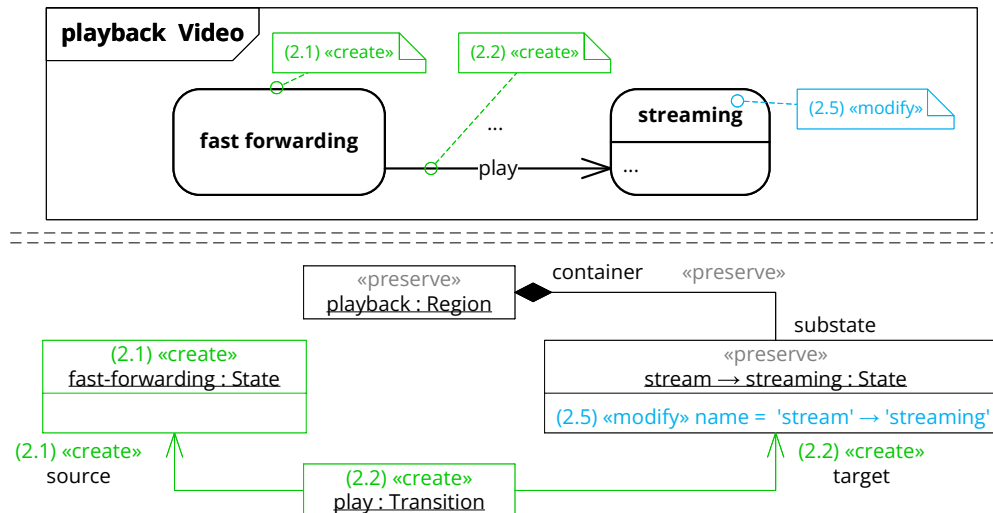 playback  Video
(2.1) «create»
(2.2) «create»
(2.5) «modify»
fast forwarding
streaming
...
play
...
«preserve»
playback : Region
container
«preserve»
substate
(2.1) «create»
fast-forwarding : State
«preserve»
stream → streaming : State
(2.5) «modify» name =  'stream' → 'streaming'
(2.1) «create»
source
(2.2) «create»
play : Transition
(2.2) «create»
target